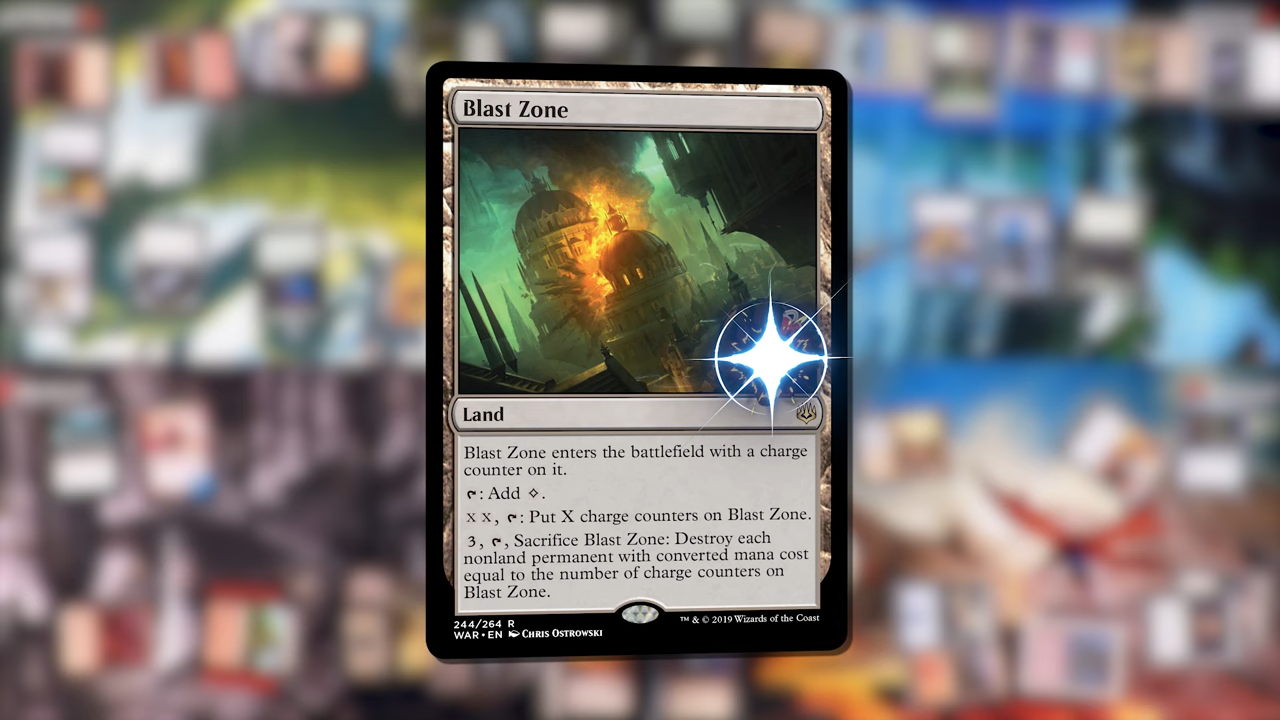 Blast Zone
Land
Blast Zone enters the battlefield with a charge
counter on it.
: Add .
X X, : Put X charge counters on Blast Zone.
3, , Sacrifice Blast Zone: Destroy each
nonland permanent with converted mana cost
equal to the number of charge counters on
Blast Zone.
244/264 R
WAR • EN Chris Ostrowski
™ & © 2019 Wizards of the Coast